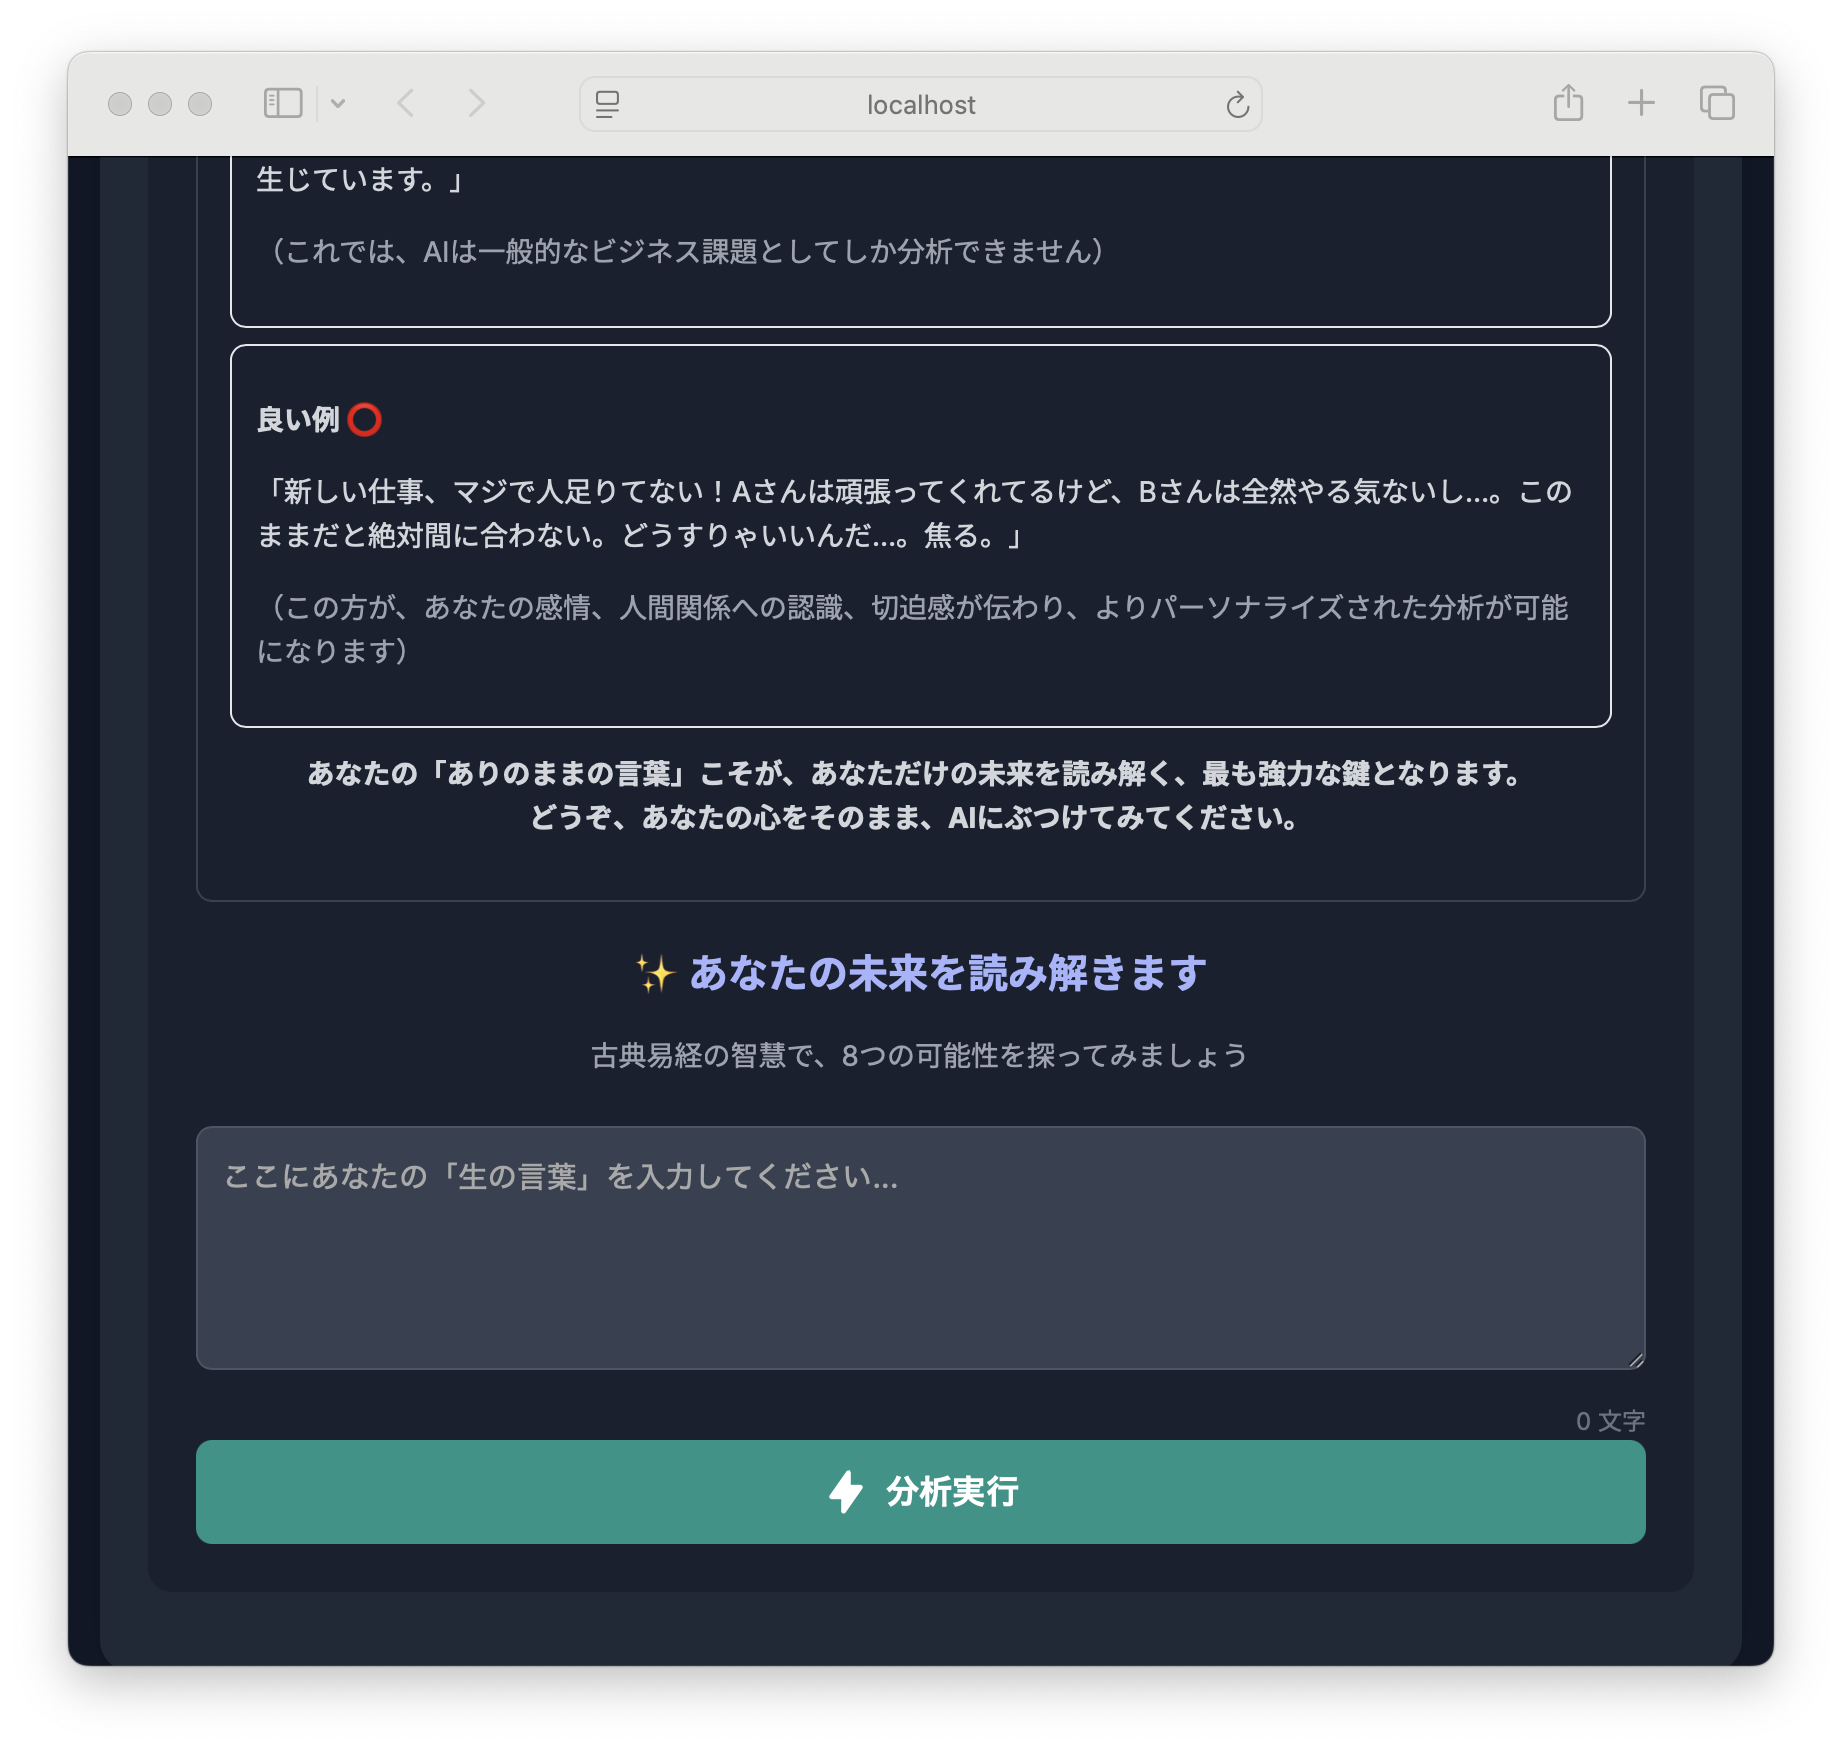 localhost
生じています。」
（これでは、AIは一般的なビジネス課題としてしか分析できません）
良い例 ⭕
「新しい仕事、マジで人足りてない！Aさんは頑張ってくれてるけど、Bさんは全然やる気ないし...。この
ままだと絶対間に合わない。どうすりゃいいんだ...。焦る。」
（この方が、あなたの感情、人間関係への認識、切迫感が伝わり、よりパーソナライズされた分析が可能
になります）
あなたの「ありのままの言葉」こそが、あなただけの未来を読み解く、最も強力な鍵となります。
どうぞ、あなたの心をそのまま、AIにぶつけてみてください。
✨ あなたの未来を読み解きます
古典易経の智慧で、8つの可能性を探ってみましょう
ここにあなたの「生の言葉」を入力してください...
0 文字
分析実行